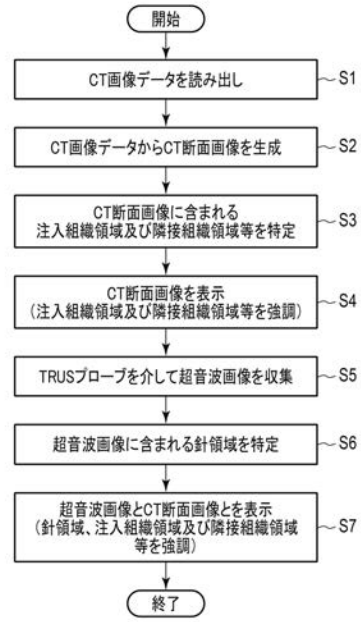 開始
CT画像データを読み出し
S1
CT画像データからCT断面画像を生成
S2
CT断面画像に含まれる
注入組織領域及び隣接組織領域等を特定
S3
CT断面画像を表示
(注入組織領域及び隣接組織領域等を強調)
S4
TRUSプローブを介して超音波画像を収集
S5
超音波画像に含まれる針領域を特定
S6
超音波画像とCT断面画像とを表示
(針領域、注入組織領域及び隣接組織領域
等を強調)
S7
終了